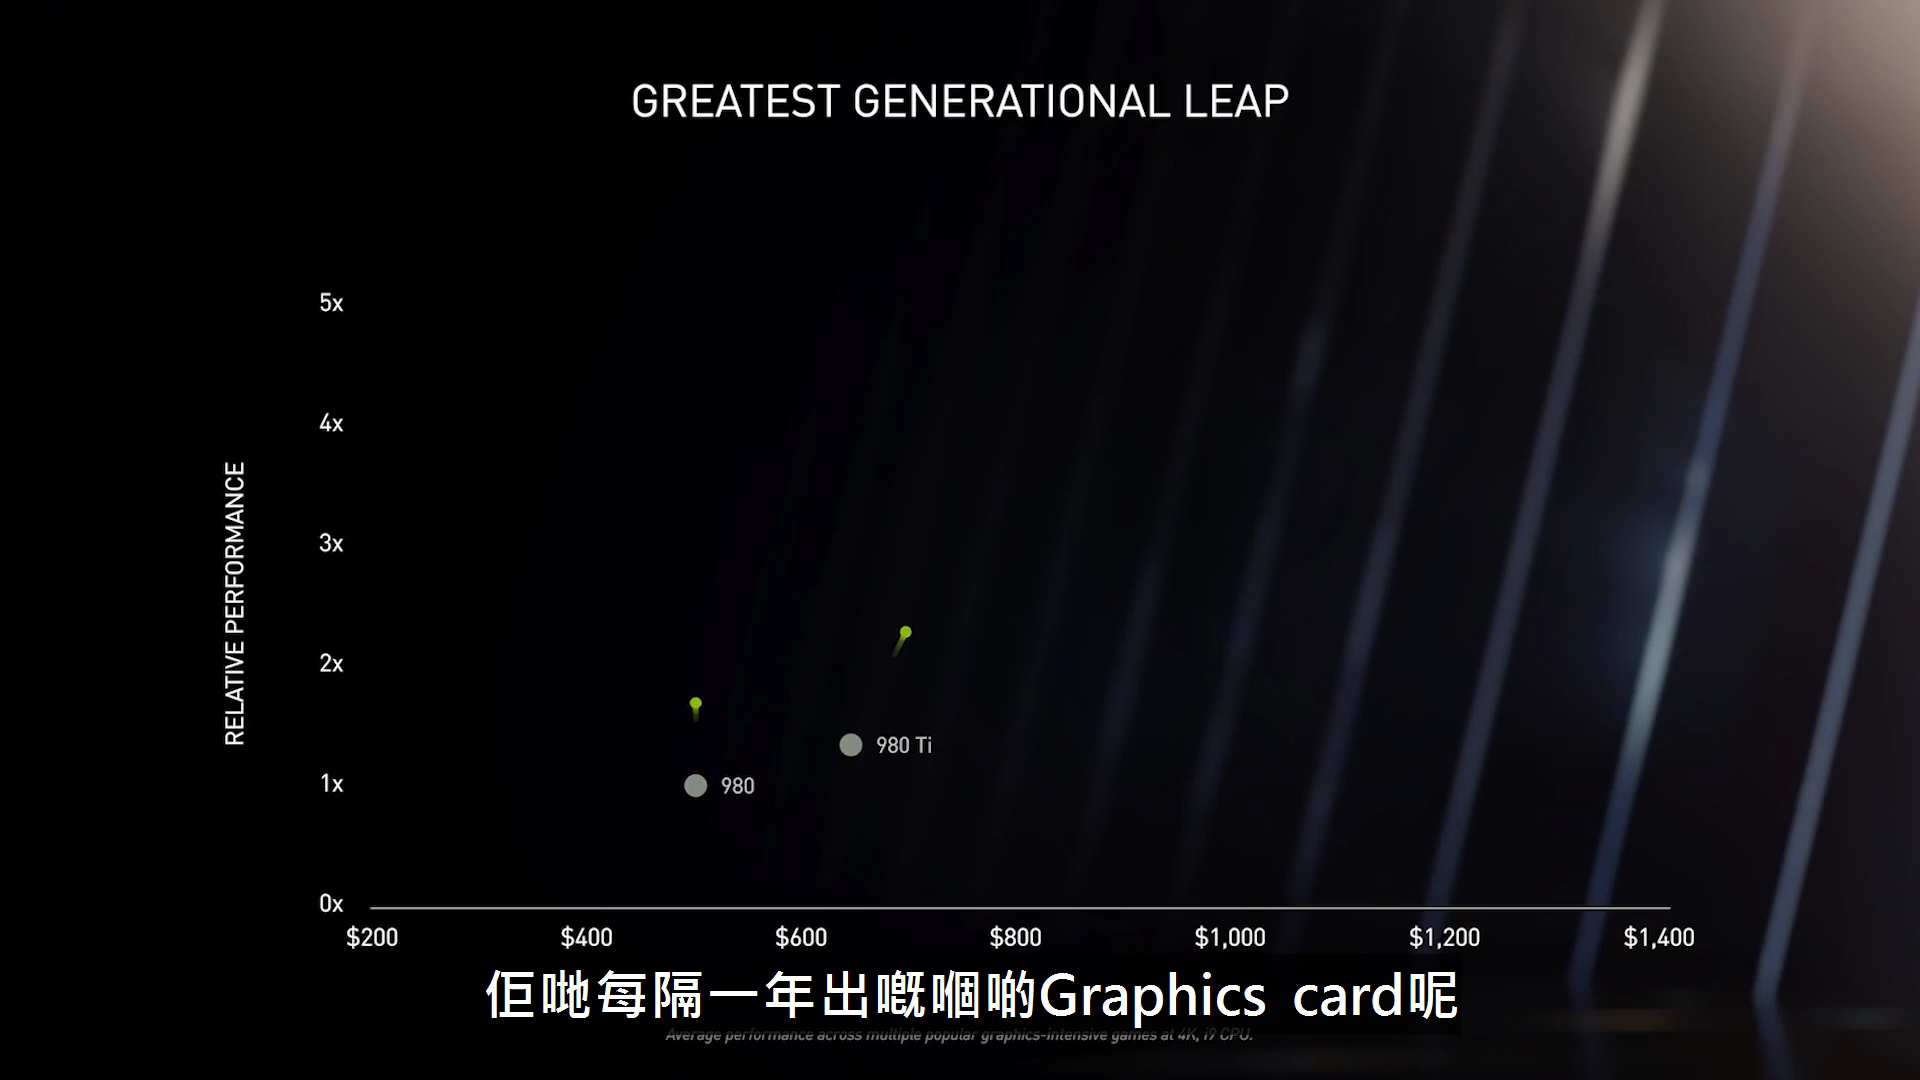 GREATEST GENERATIONAL LEAP
5x
4x
3x
2x
1x
0x
RELATIVE PERFORMANCE
980 Ti
980
$200 $400 $600 $800 $1,000 $1,200 $1,400
佢哋每隔一年出嘅嗰啲Graphics card呢
Average performance across multiple popular graphics-intensive games at 4K, i9 CPU.